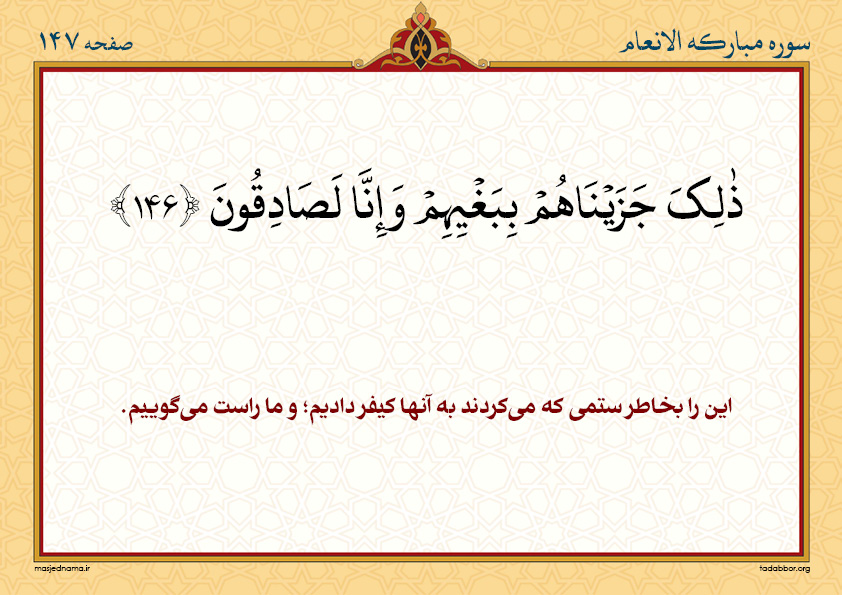 سوره مبارکه الانعام
صفحه ۱۴۷
ذَٰلِکَ جَزَیْنَاهُمْ بِبَغْیِهِمْ وَإِنَّا لَصَادِقُونَ ﴿۱۴۶﴾
این را بخاطر ستمی که می‌کردند به آنها کیفر دادیم؛ و ما راست می‌گوییم.
masjednama.ir
tadabbor.org